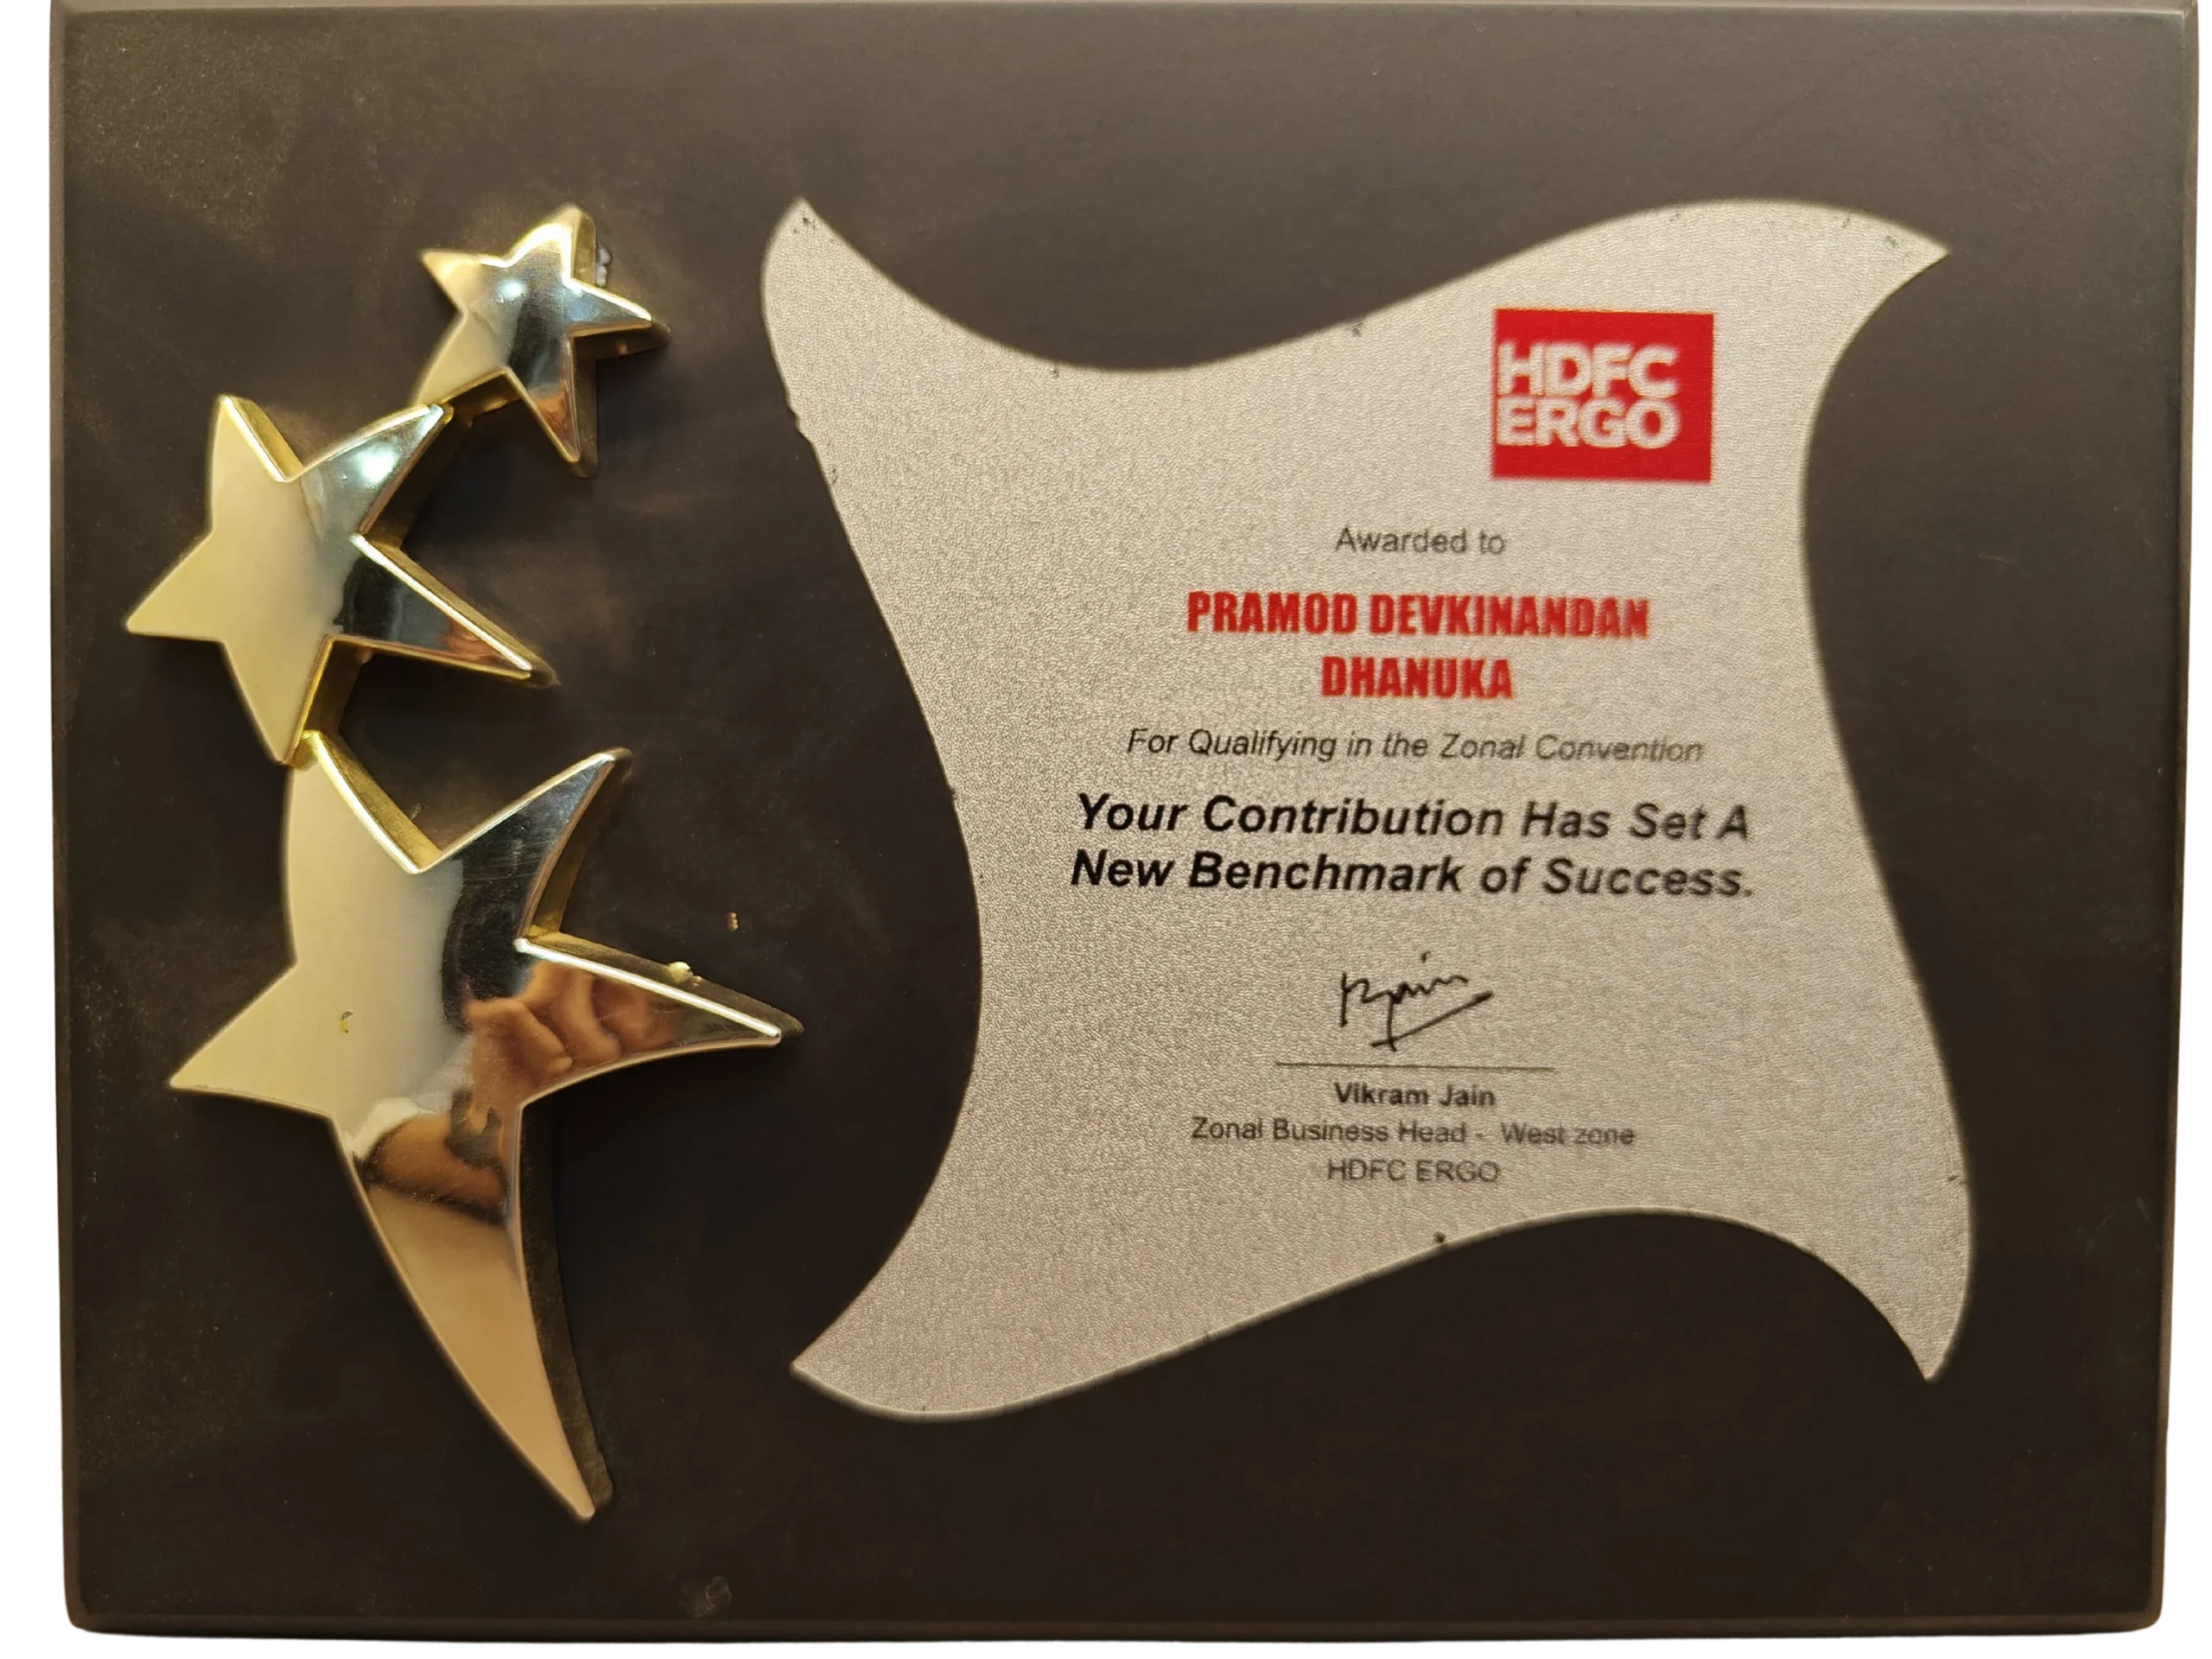 HDFC
ERGO
Awarded to
PRAMOD DEVKINANDAN
DHANUKA
For Qualifying in the Zonal Convention
Your Contribution Has Set A
New Benchmark of Success.
Vikram Jain
Zonal Business Head - West zone
HDFC ERGO